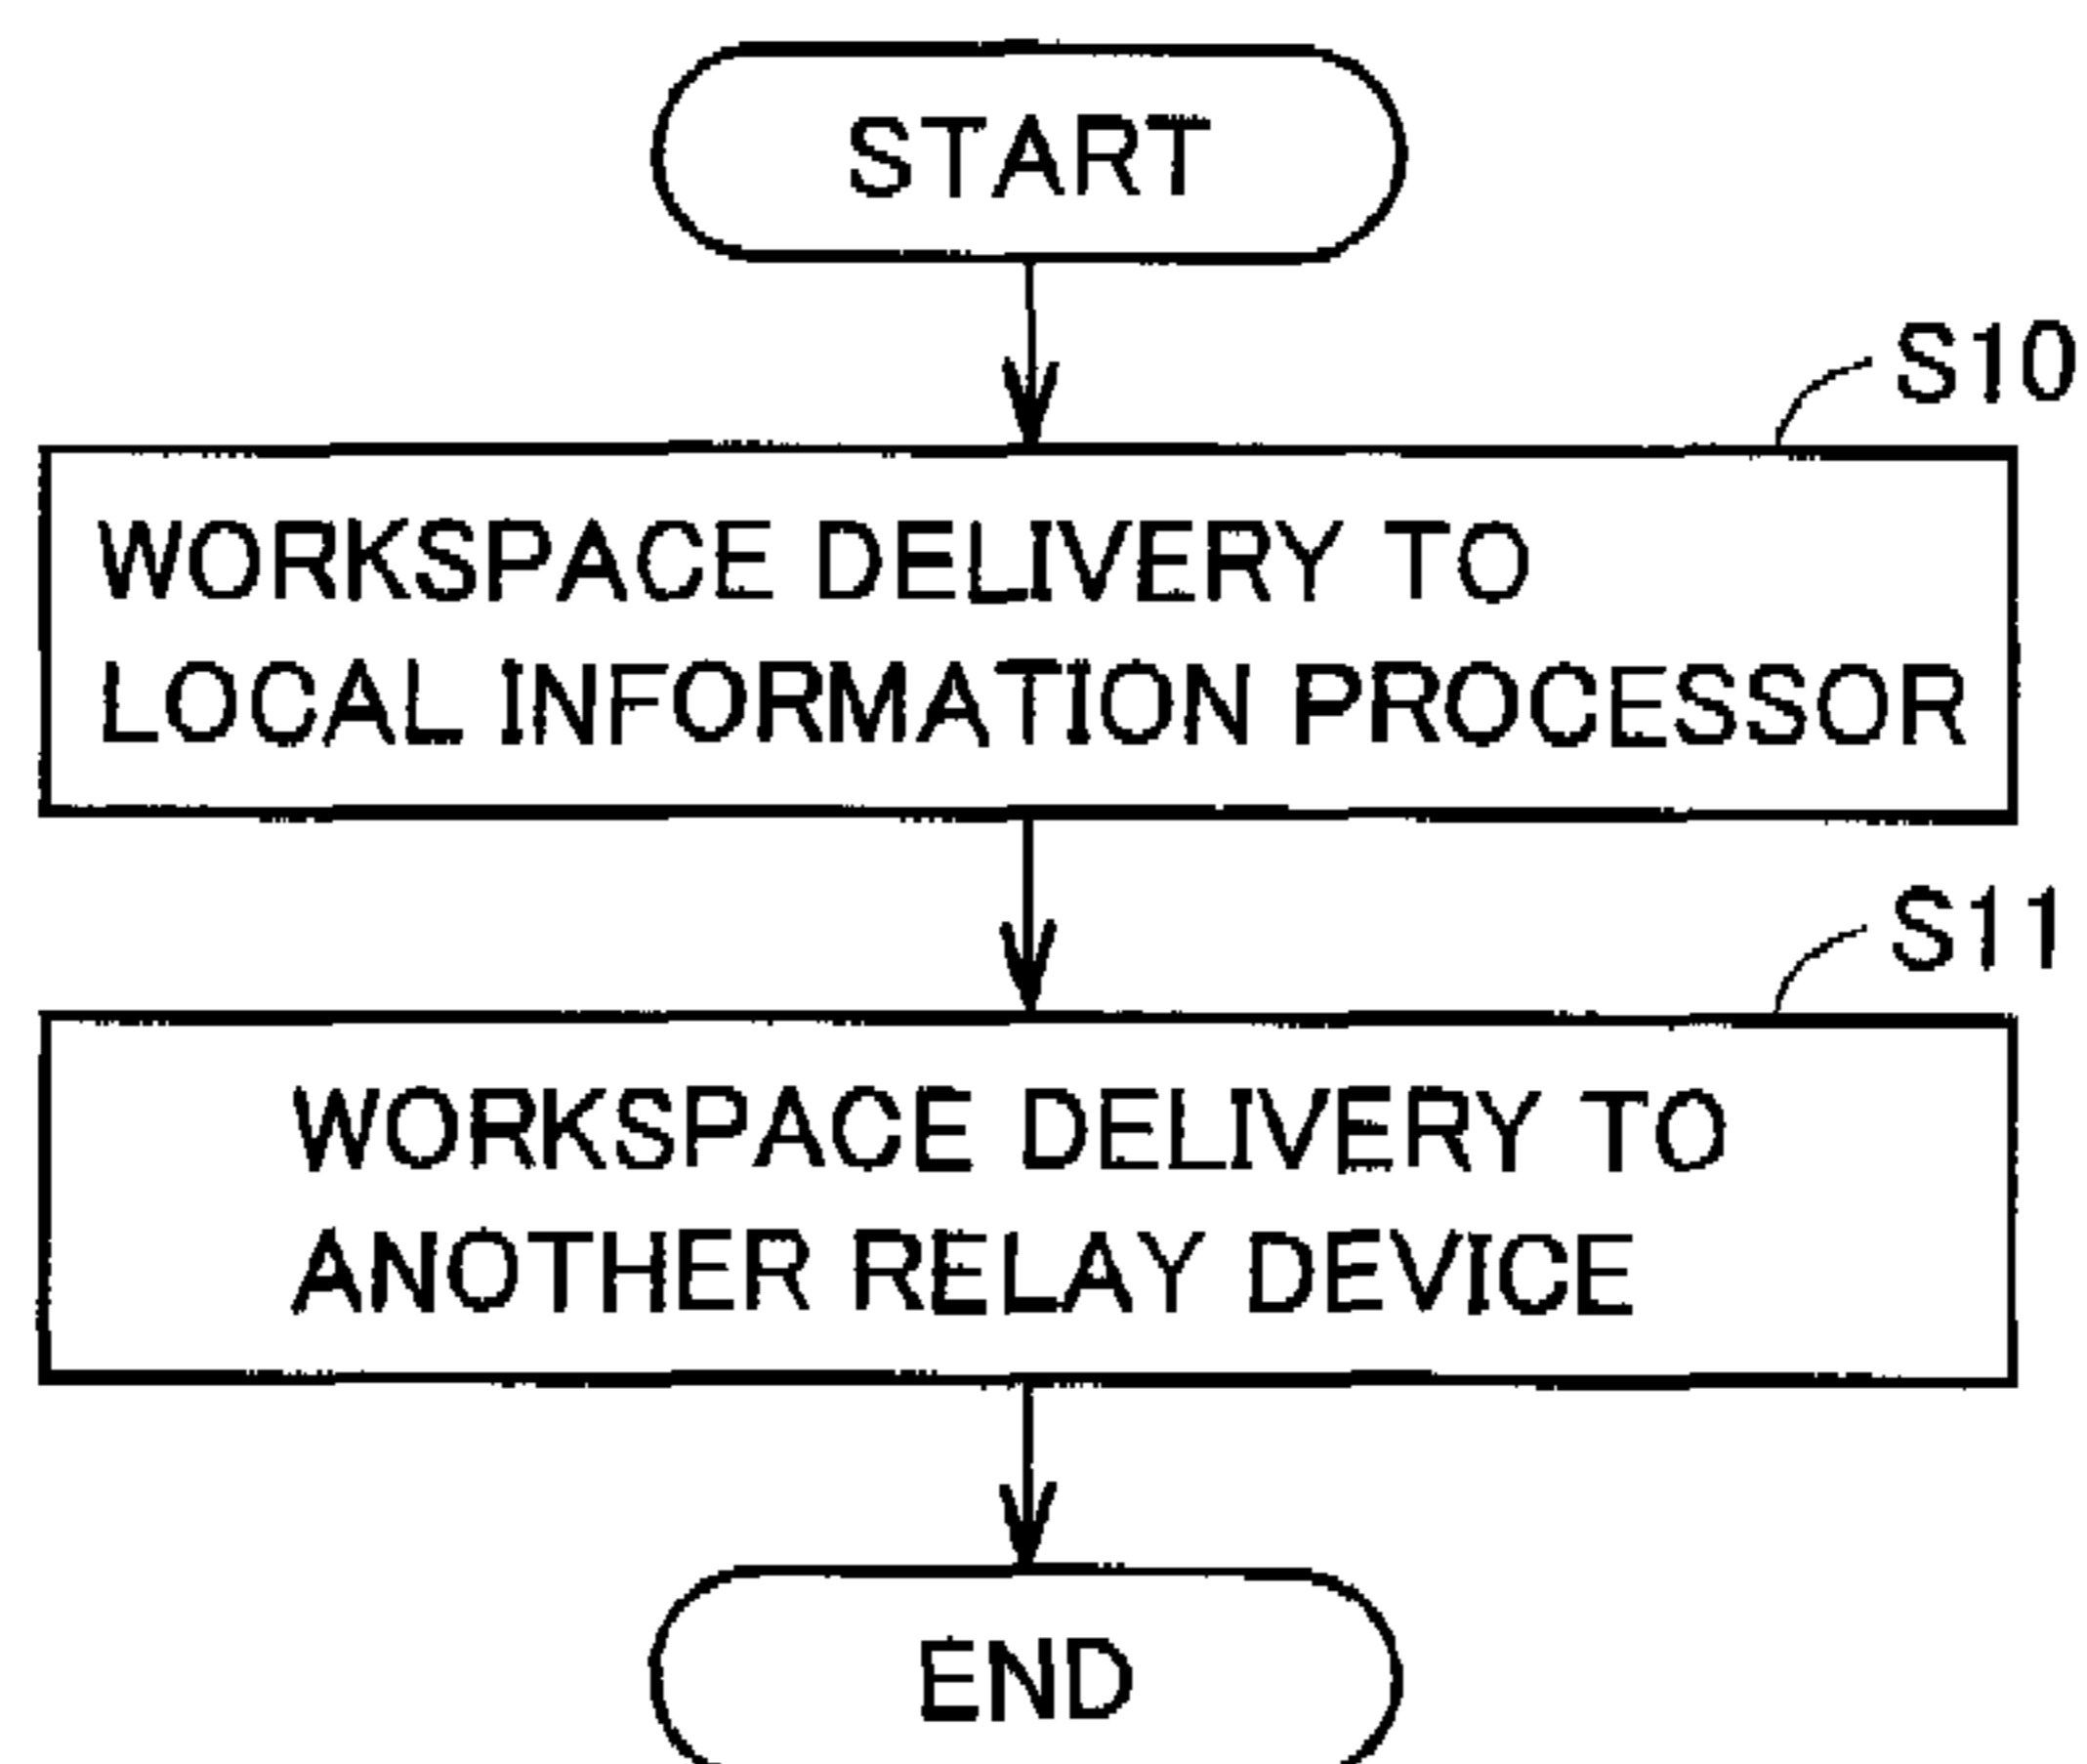 START
S10
WORKSPACE DELIVERY TO
LOCAL INFORMATION PROCESSOR
S11
WORKSPACE DELIVERY TO
ANOTHER RELAY DEVICE
END